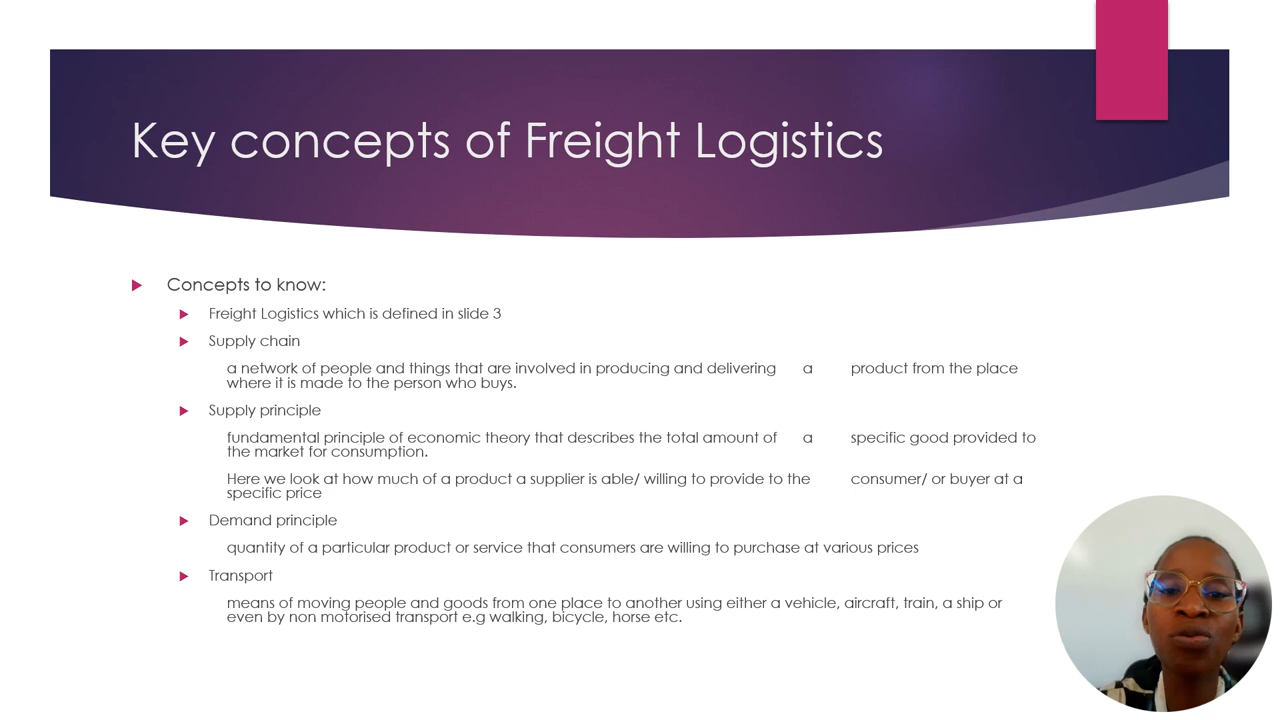 Key concepts of Freight Logistics
Concepts to know:
Freight Logistics which is defined in slide 3
Supply chain
a network of people and things that are involved in producing and delivering a product from the place
where it is made to the person who buys.
Supply principle
fundamental principle of economic theory that describes the total amount of a specific good provided to
the market for consumption.
Here we look at how much of a product a supplier is able/ willing to provide to the consumer/ or buyer at a
specific price
Demand principle
quantity of a particular product or service that consumers are willing to purchase at various prices
Transport
means of moving people and goods from one place to another using either a vehicle, aircraft, train, a ship or
even by non motorised transport e.g walking, bicycle, horse etc.